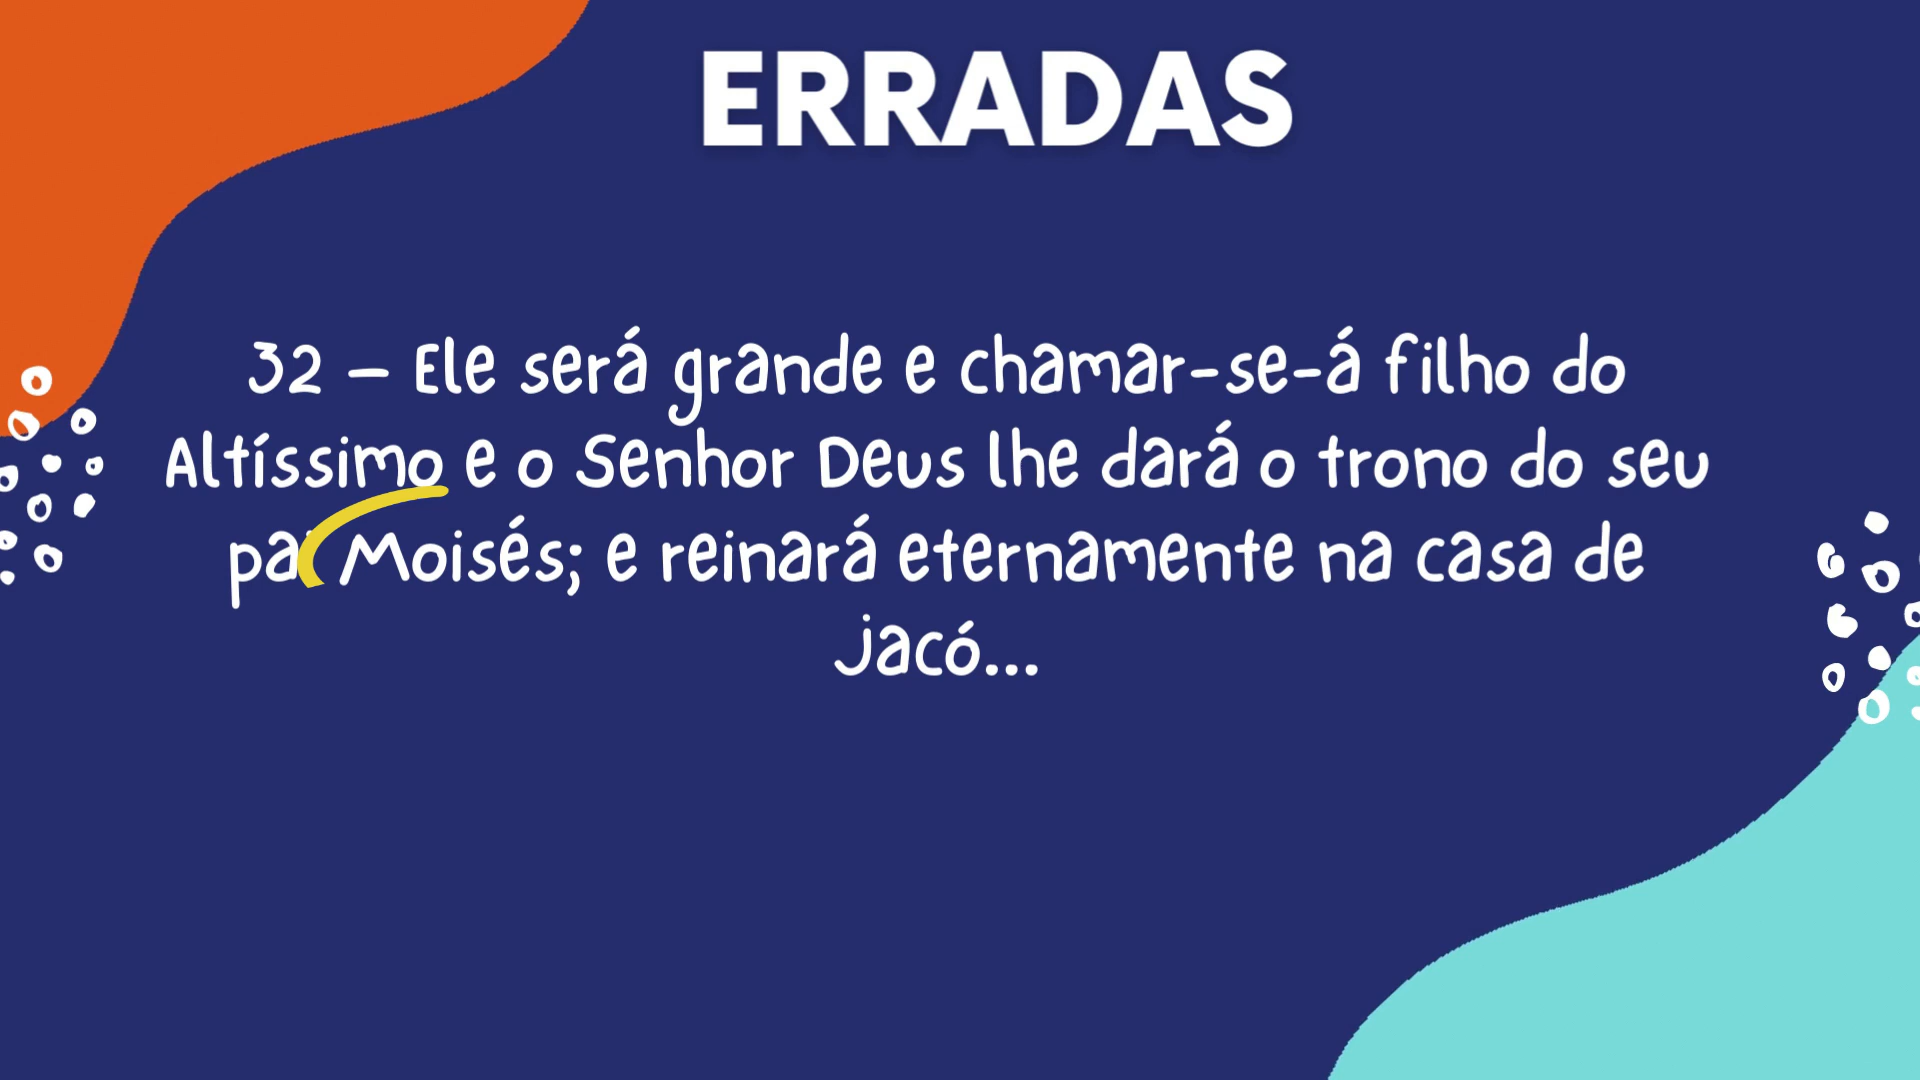 ERRADAS
32 – Ele será grande e chamar-se-á filho do
Altíssimo e o Senhor Deus lhe dará o trono do seu
pai Moisés; e reinará eternamente na casa de
Jacó...